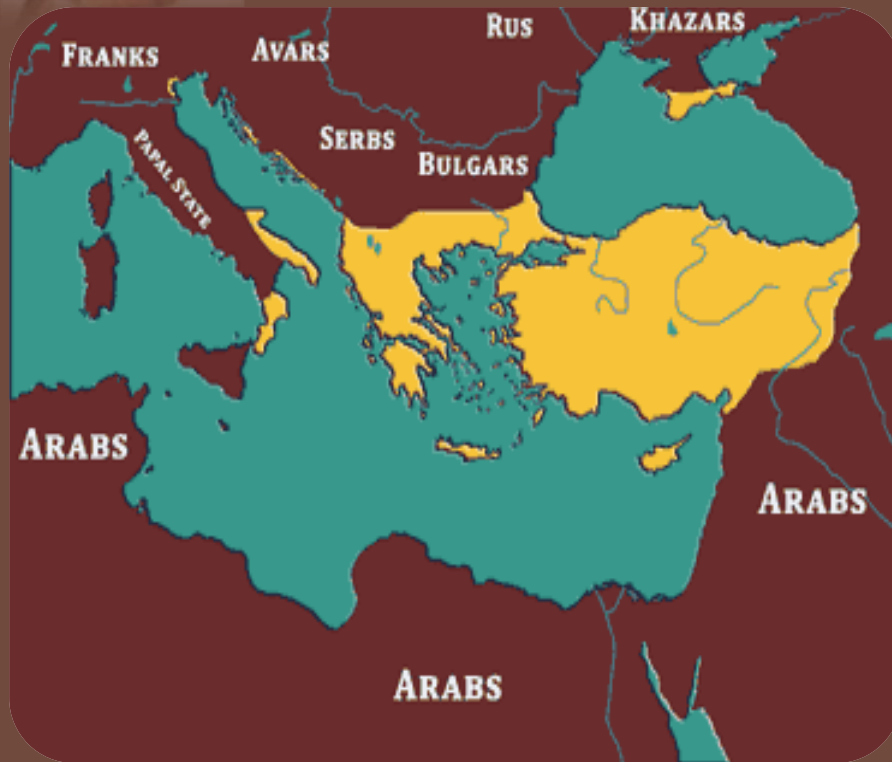 RUS
KHAZARS
FRANKS
AVARS
SERBS
BULGARS
PAPAL STATE
ARABS
ARABS
ARABS